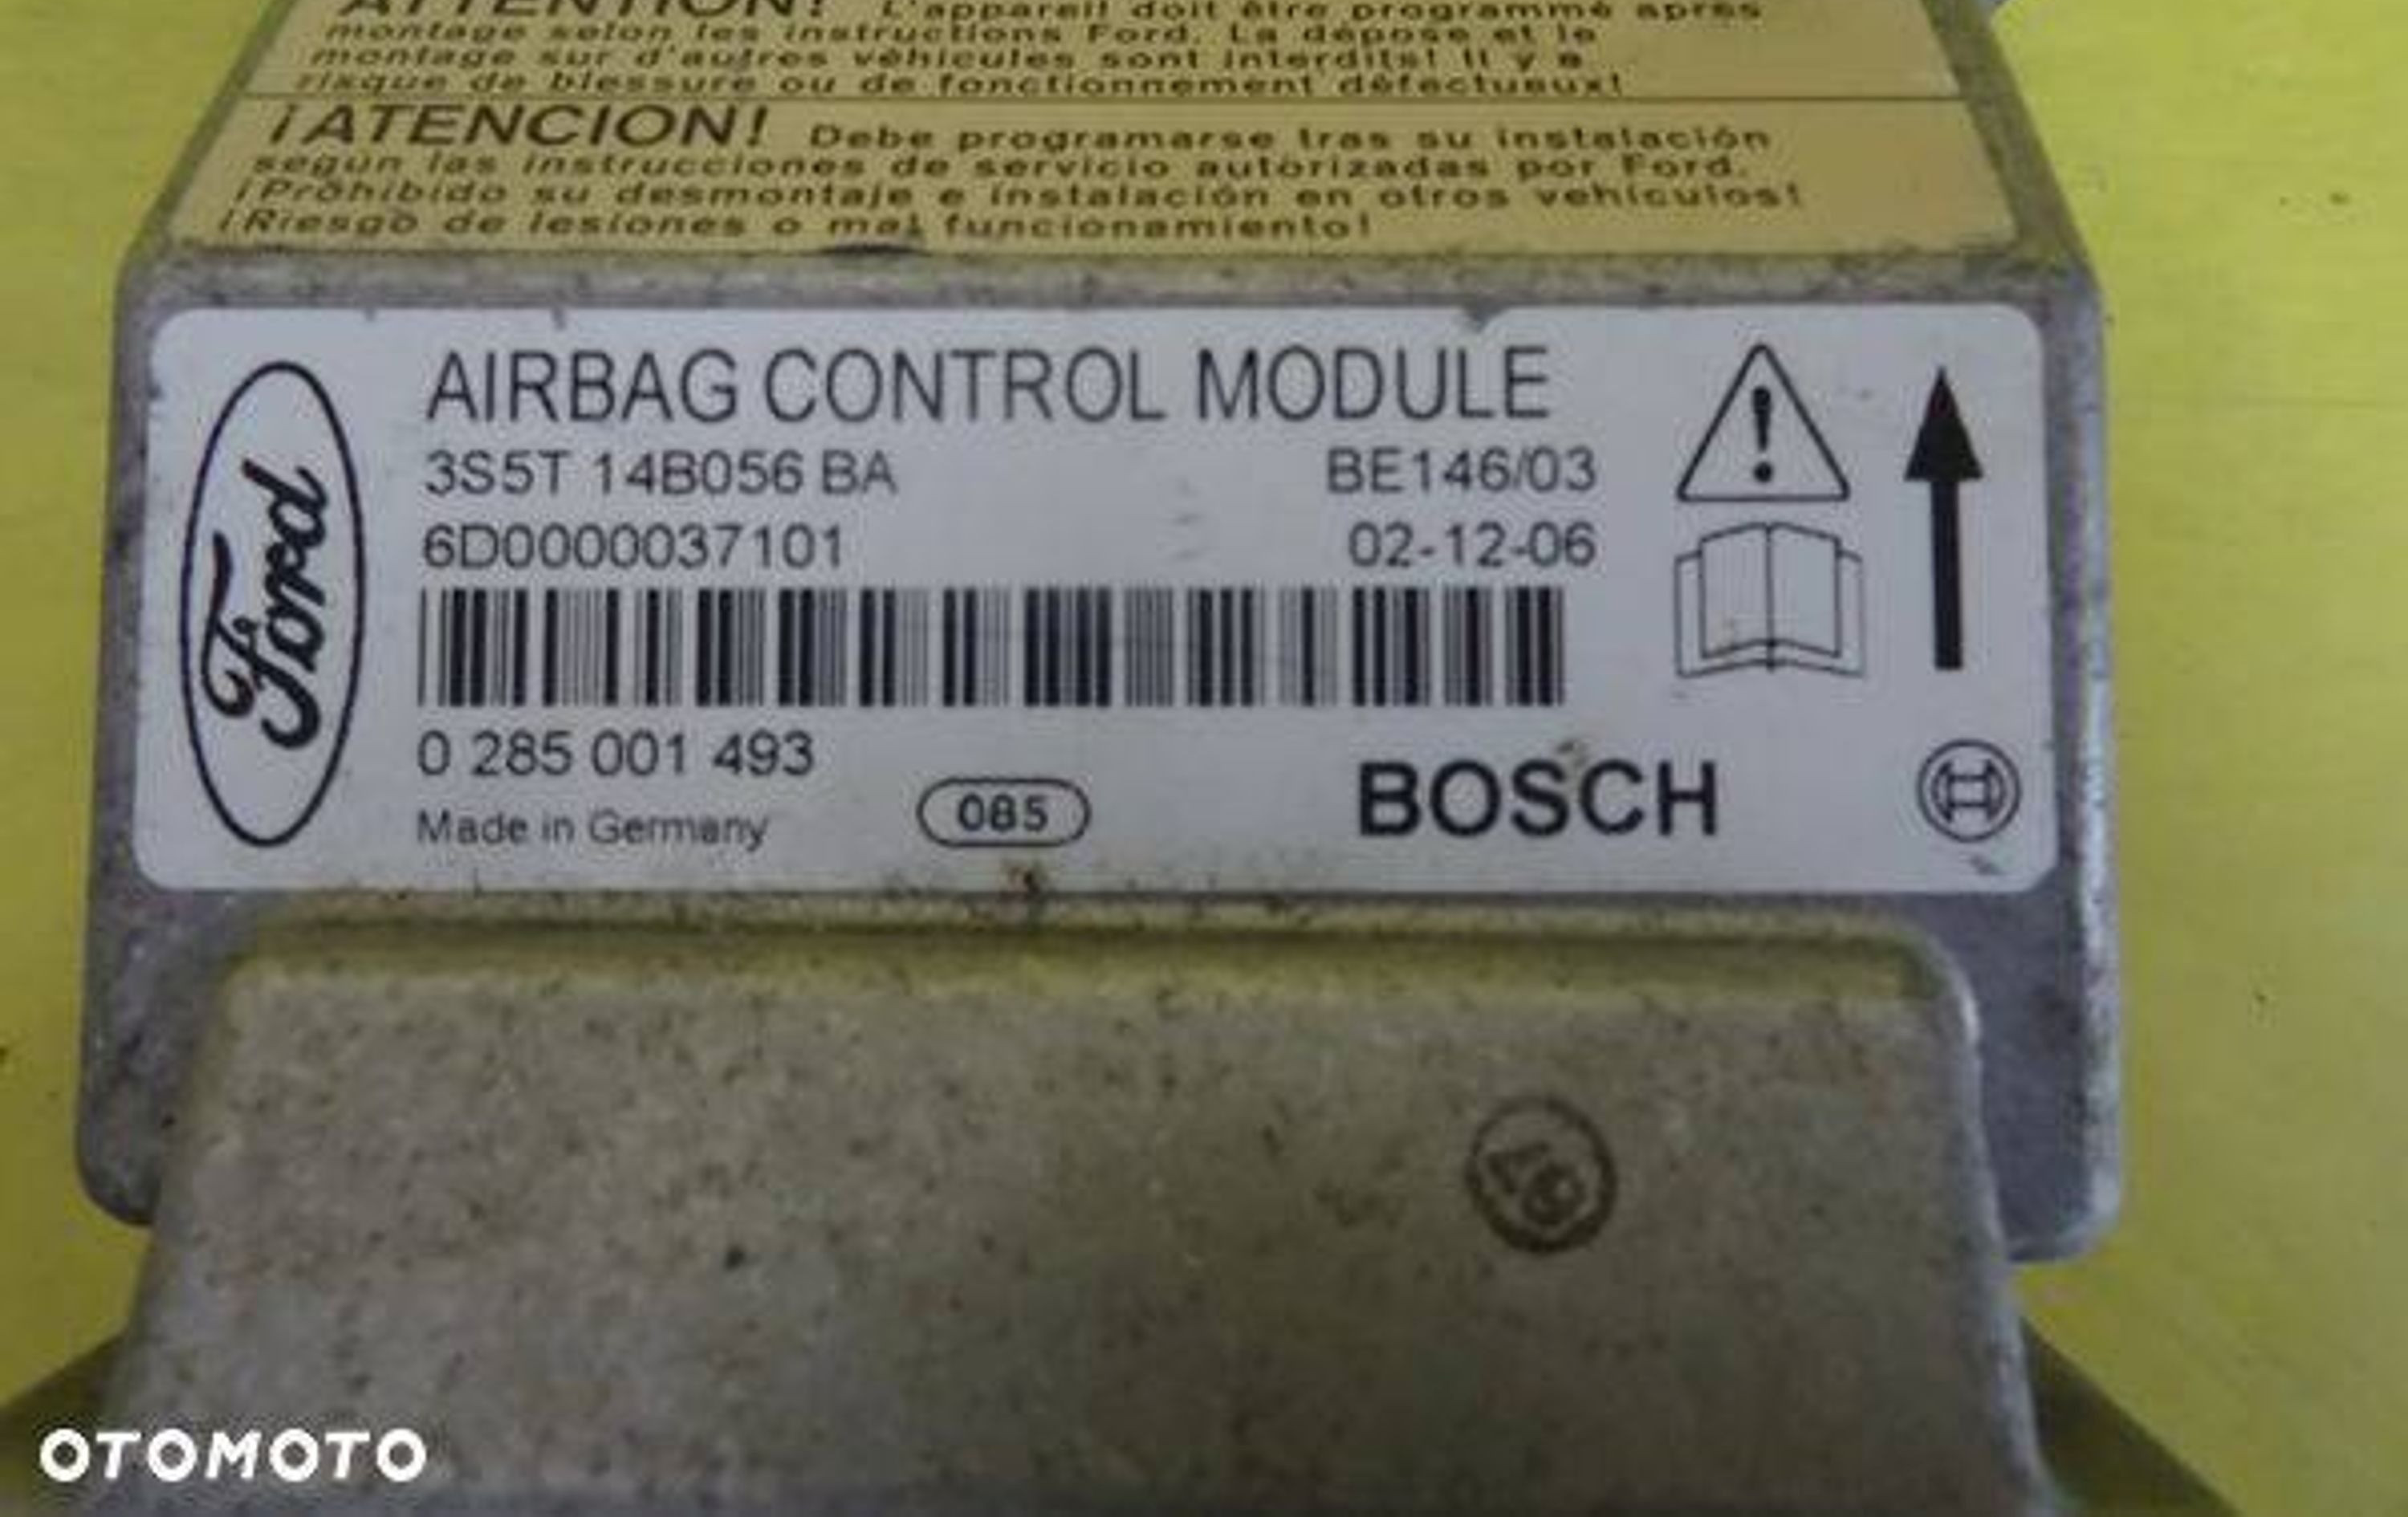 ATTENTION! L'appareil doit être programmé après
montage selon les instructions Ford. La dépose et le
montage sur d'autres véhicules sont interdits! Il y a
risque de blessure ou de fonctionnement défectueux!
¡ATENCION! Debe programarse tras su instalación
según las instrucciones de servicio autorizadas por Ford.
¡Prohibido su desmontaje e instalación en otros vehículos!
¡Riesgo de lesiones o mal funcionamiento!
Ford
AIRBAG CONTROL MODULE
3S5T 14B056 BA BE146/03
6D0000037101 02-12-06
0 285 001 493
Made in Germany 085 BOSCH
OTOMOTO